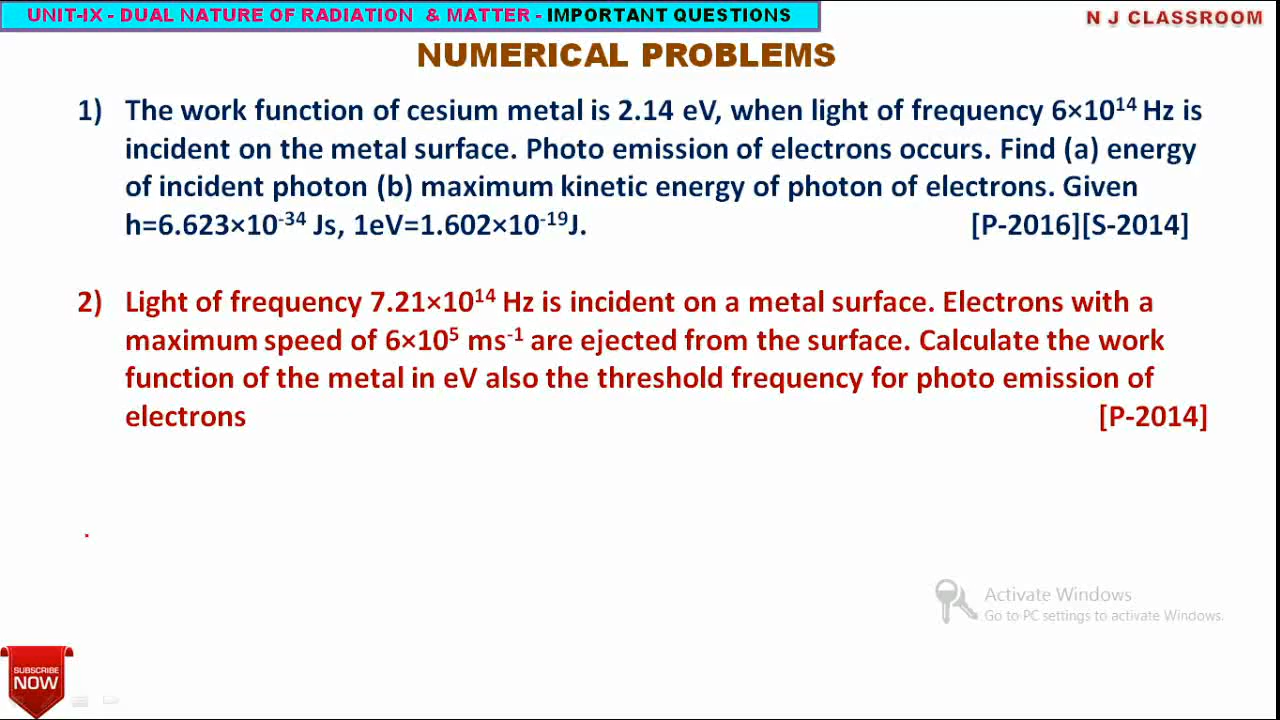 UNIT-IX - DUAL NATURE OF RADIATION & MATTER - IMPORTANT QUESTIONS
N J CLASSROOM
NUMERICAL PROBLEMS
1) The work function of cesium metal is 2.14 eV, when light of frequency 6×10¹⁴ Hz is
incident on the metal surface. Photo emission of electrons occurs. Find (a) energy
of incident photon (b) maximum kinetic energy of photon of electrons. Given
h=6.623×10⁻³⁴ Js, 1eV=1.602×10⁻¹⁹J. [P-2016][S-2014]
2) Light of frequency 7.21×10¹⁴ Hz is incident on a metal surface. Electrons with a
maximum speed of 6×10⁵ ms⁻¹ are ejected from the surface. Calculate the work
function of the metal in eV also the threshold frequency for photo emission of
electrons [P-2014]
Activate Windows
Go to PC settings to activate Windows.
SUBSCRIBE
NOW